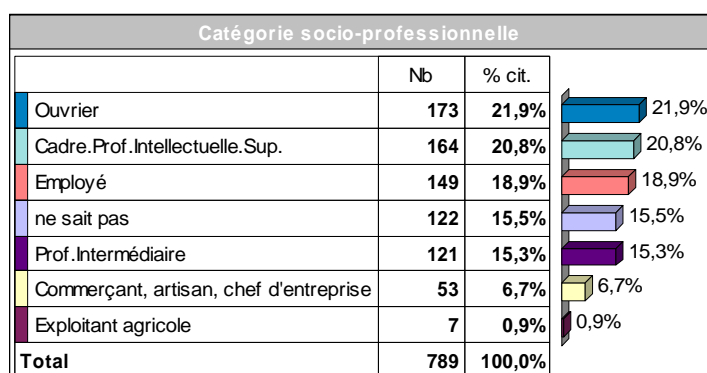 Catégorie socio-professionnelle
Nb % cit.
Ouvrier 173 21,9% 21,9%
Cadre.Prof.Intellectuelle.Sup. 164 20,8% 20,8%
Employé 149 18,9% 18,9%
ne sait pas 122 15,5% 15,5%
Prof.Intermédiaire 121 15,3% 15,3%
Commerçant, artisan, chef d'entreprise 53 6,7% 6,7%
Exploitant agricole 7 0,9% 0,9%
Total 789 100,0%